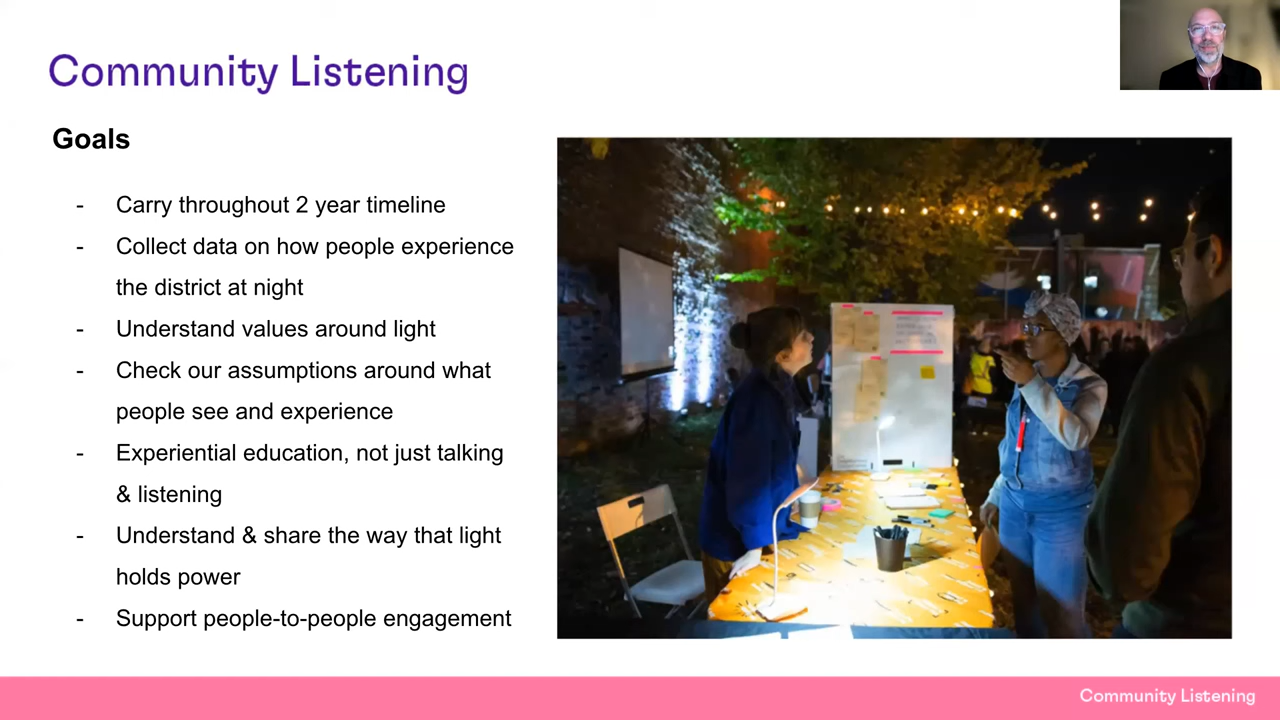 Community Listening
Goals
- Carry throughout 2 year timeline
- Collect data on how people experience
the district at night
- Understand values around light
- Check our assumptions around what
people see and experience
- Experiential education, not just talking
& listening
- Understand & share the way that light
holds power
- Support people-to-people engagement
Community Listening